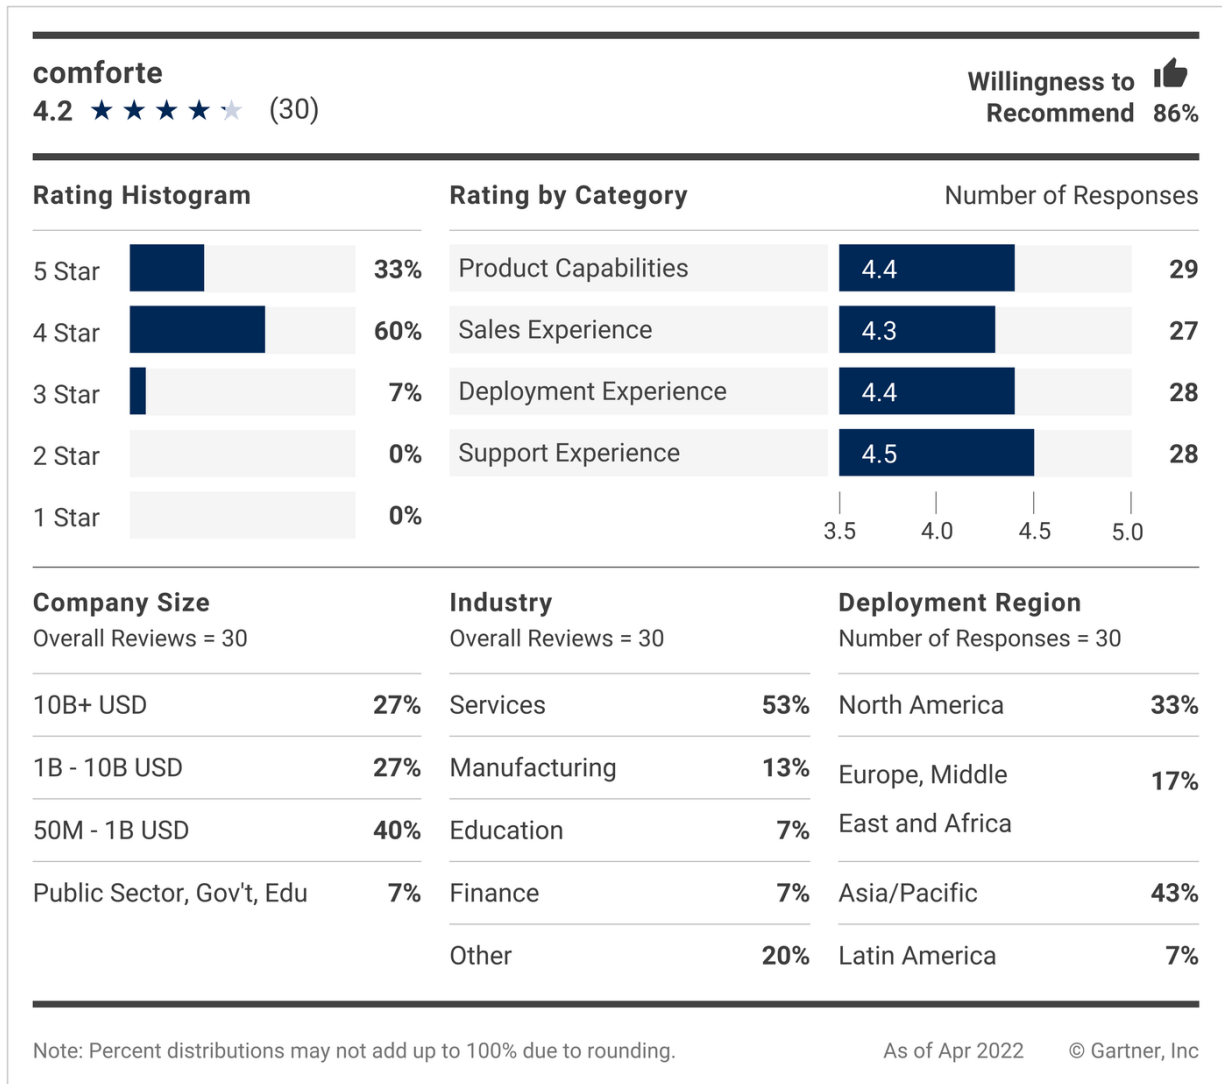 comforte
4.2 (30)
Willingness to
Recommend 86%
Rating Histogram
5 Star 33%
4 Star 60%
3 Star 7%
2 Star 0%
1 Star 0%
Rating by Category Number of Responses
Product Capabilities 4.4 29
Sales Experience 4.3 27
Deployment Experience 4.4 28
Support Experience 4.5 28
3.5 4.0 4.5 5.0
Company Size
Overall Reviews = 30
10B+ USD 27%
1B - 10B USD 27%
50M - 1B USD 40%
Public Sector, Gov't, Edu 7%
Industry
Overall Reviews = 30
Services 53%
Manufacturing 13%
Education 7%
Finance 7%
Other 20%
Deployment Region
Number of Responses = 30
North America 33%
Europe, Middle 17%
East and Africa
Asia/Pacific 43%
Latin America 7%
Note: Percent distributions may not add up to 100% due to rounding. As of Apr 2022 © Gartner, Inc